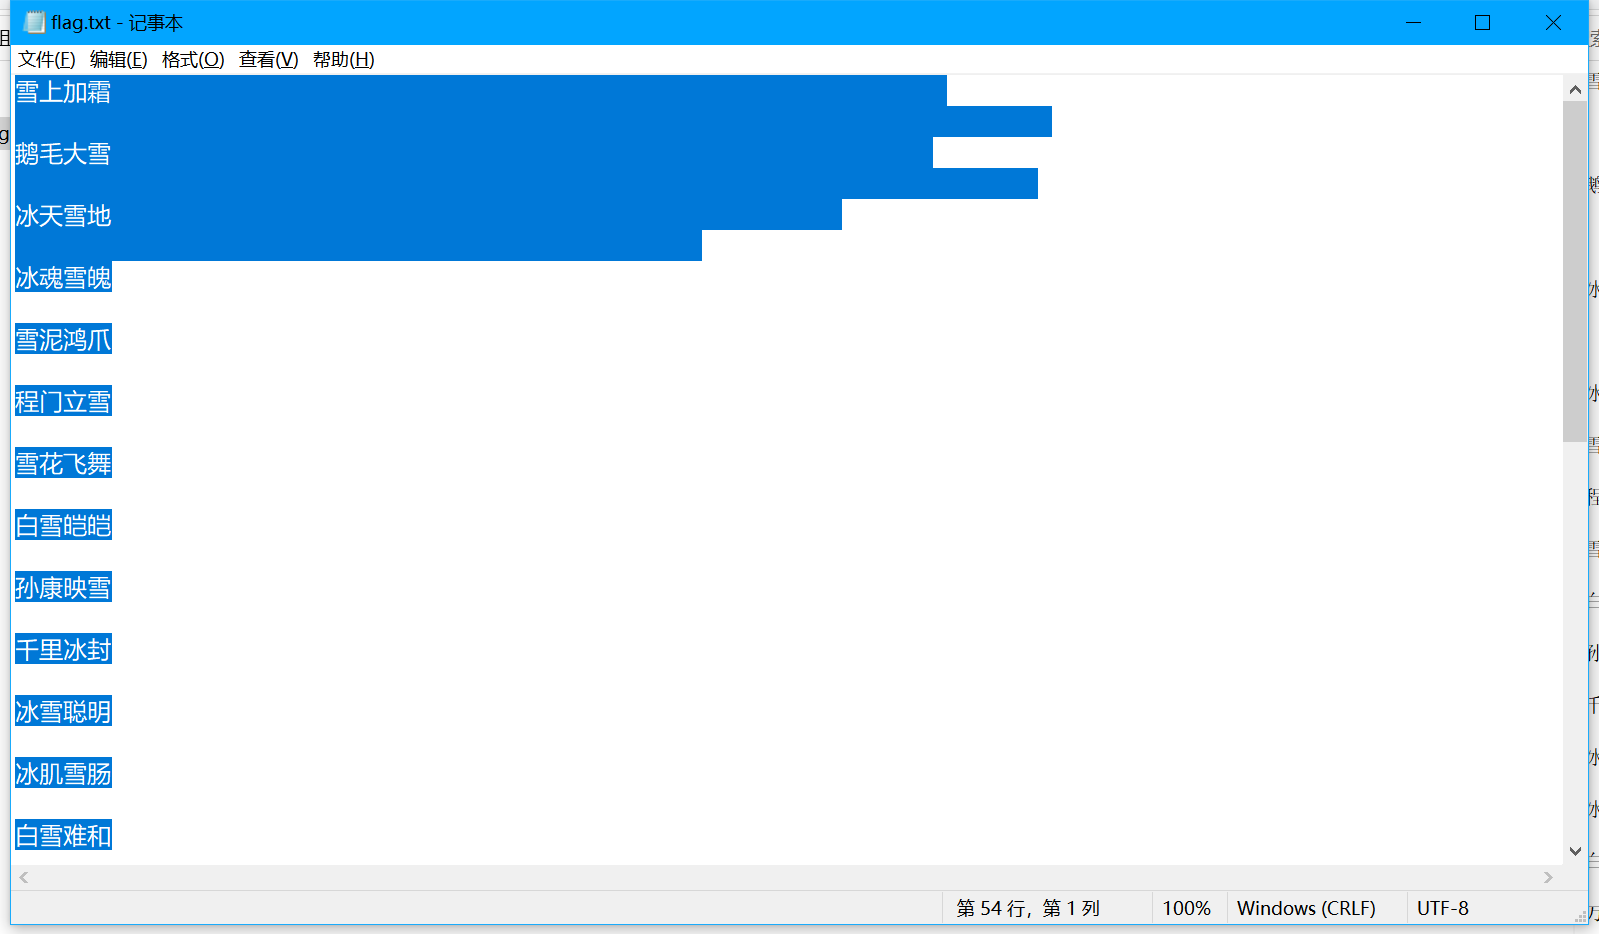 flag.txt - 记事本
文件(F) 编辑(E) 格式(O) 查看(V) 帮助(H)
雪上加霜
鹅毛大雪
冰天雪地
冰魂雪魄
雪泥鸿爪
程门立雪
雪花飞舞
白雪皑皑
孙康映雪
千里冰封
冰雪聪明
冰肌雪肠
白雪难和
第 54 行，第 1 列 100% Windows (CRLF) UTF-8